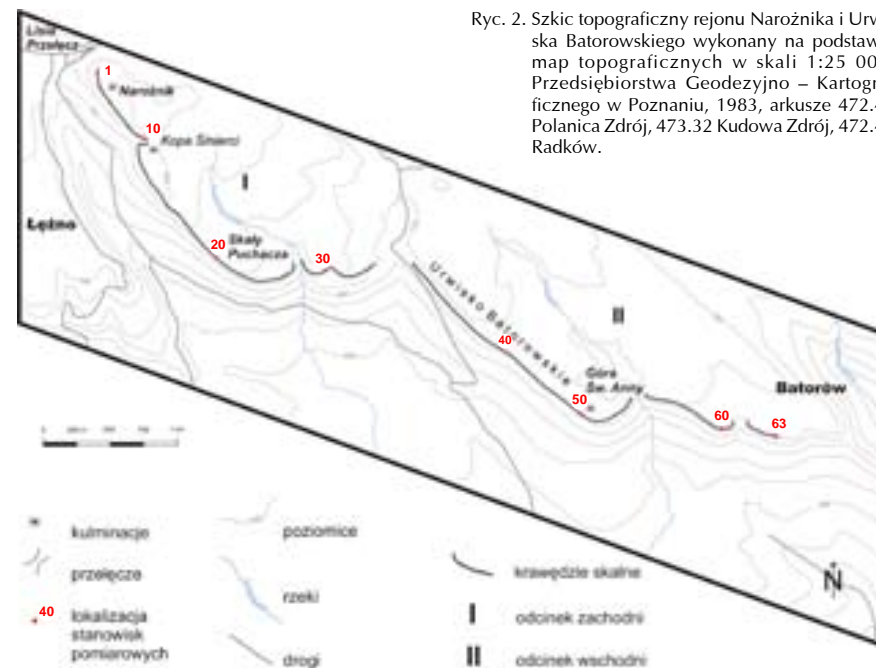 Ryc. 2. Szkic topograficzny rejonu Narożnika i Urw
ska Batorowskiego wykonany na podstaw
map topograficznych w skali 1:25 00
Przedsiębiorstwa Geodezyjno – Kartogr
ficznego w Poznaniu, 1983, arkusze 472.4
Polanica Zdrój, 473.32 Kudowa Zdrój, 472.4
Radków.
Lisia
Przełęcz
1
Narożnik
10
Kopa Śmierci
I
Łężno
20
Skały
Puchacza
30
Urwisko Batorowskie
II
40
Góra
Św. Anny
50
Batorów
60
63
kulminacje
przełęcze
40
lokalizacja
stanowisk
pomiarowych
poziomice
rzeki
drogi
krawędzie skalne
I
odcinek zachodni
II
odcinek wschodni
N